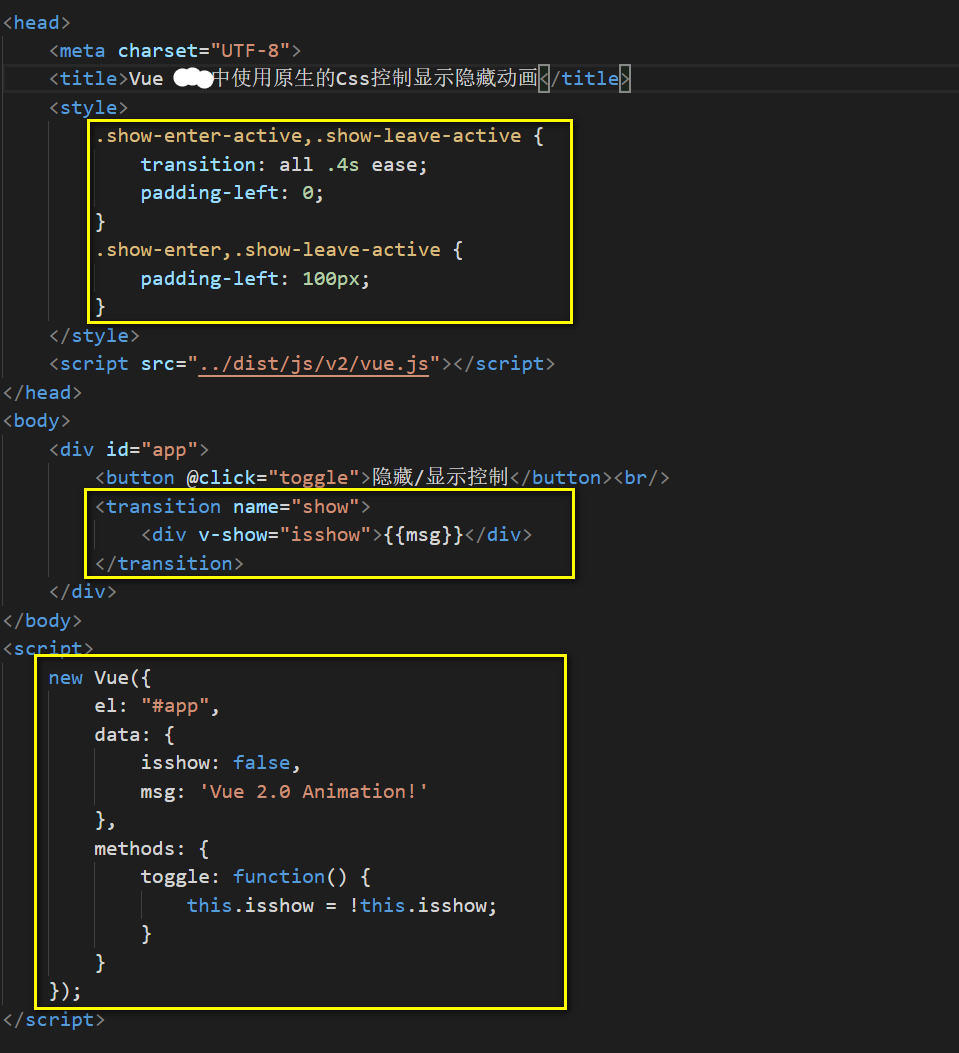 <head>
<meta charset="UTF-8">
<title>Vue 中使用原生的Css控制显示隐藏动画</title>
<style>
.show-enter-active,.show-leave-active {
transition: all .4s ease;
padding-left: 0;
}
.show-enter,.show-leave-active {
padding-left: 100px;
}
</style>
<script src="../dist/js/v2/vue.js"></script>
</head>
<body>
<div id="app">
<button @click="toggle">隐藏/显示控制</button><br/>
<transition name="show">
<div v-show="isshow">{{msg}}</div>
</transition>
</div>
</body>
<script>
new Vue({
el: "#app",
data: {
isshow: false,
msg: 'Vue 2.0 Animation!'
},
methods: {
toggle: function() {
this.isshow = !this.isshow;
}
}
});
</script>